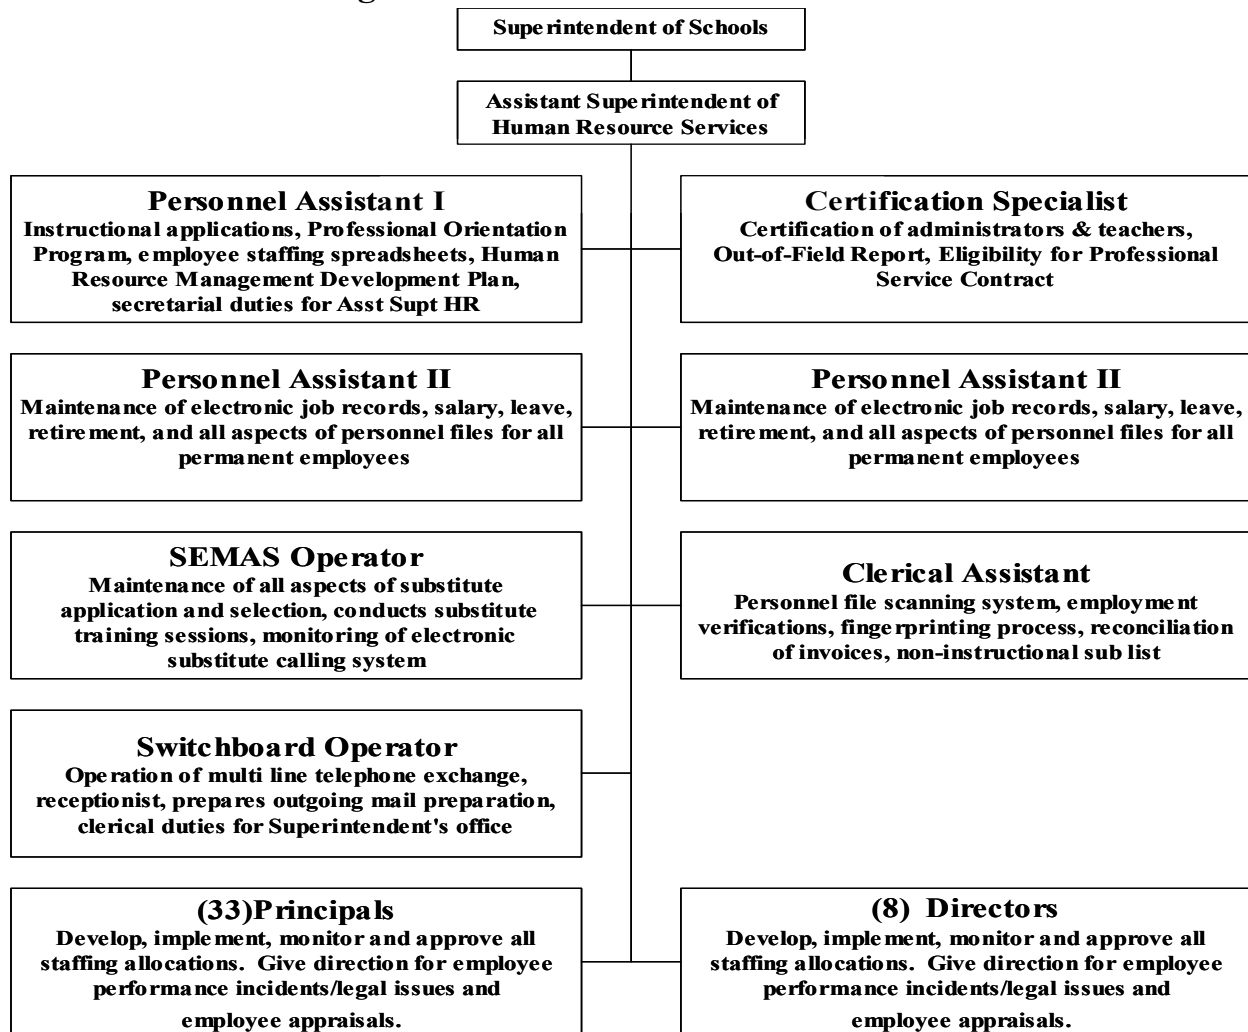 Superintendent of Schools
Assistant Superintendent of
Human Resource Services
Personnel Assistant I
Instructional applications, Professional Orientation
Program, employee staffing spreadsheets, Human
Resource Management Development Plan,
secretarial duties for Asst Supt HR
Certification Specialist
Certification of administrators & teachers,
Out-of-Field Report, Eligibility for Professional
Service Contract
Personnel Assistant II
Maintenance of electronic job records, salary, leave,
retirement, and all aspects of personnel files for all
permanent employees
Personnel Assistant II
Maintenance of electronic job records, salary, leave,
retirement, and all aspects of personnel files for all
permanent employees
SEMAS Operator
Maintenance of all aspects of substitute
application and selection, conducts substitute
training sessions, monitoring of electronic
substitute calling system
Clerical Assistant
Personnel file scanning system, employment
verifications, fingerprinting process, reconciliation
of invoices, non-instructional sub list
Switchboard Operator
Operation of multi line telephone exchange,
receptionist, prepares outgoing mail preparation,
clerical duties for Superintendent's office
(33)Principals
Develop, implement, monitor and approve all
staffing allocations. Give direction for employee
performance incidents/legal issues and
employee appraisals.
(8) Directors
Develop, implement, monitor and approve all
staffing allocations. Give direction for employee
performance incidents/legal issues and
employee appraisals.